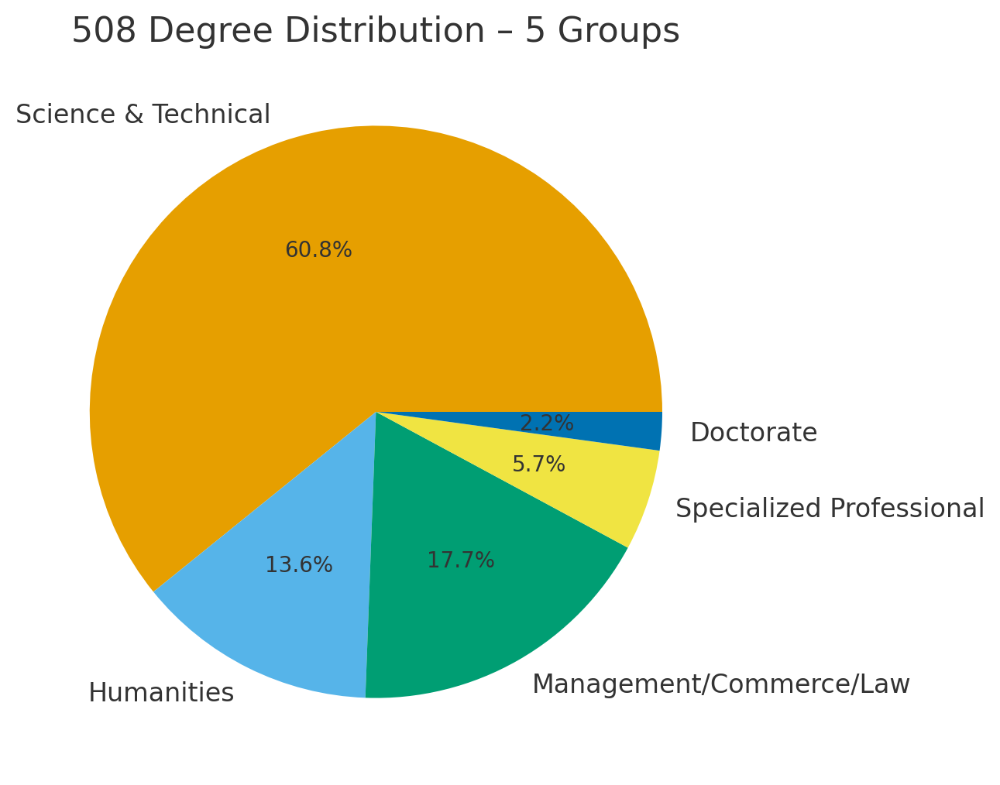 508 Degree Distribution – 5 Groups
Science & Technical
60.8%
2.2%
Doctorate
5.7%
Specialized Professional
13.6%
17.7%
Humanities
Management/Commerce/Law